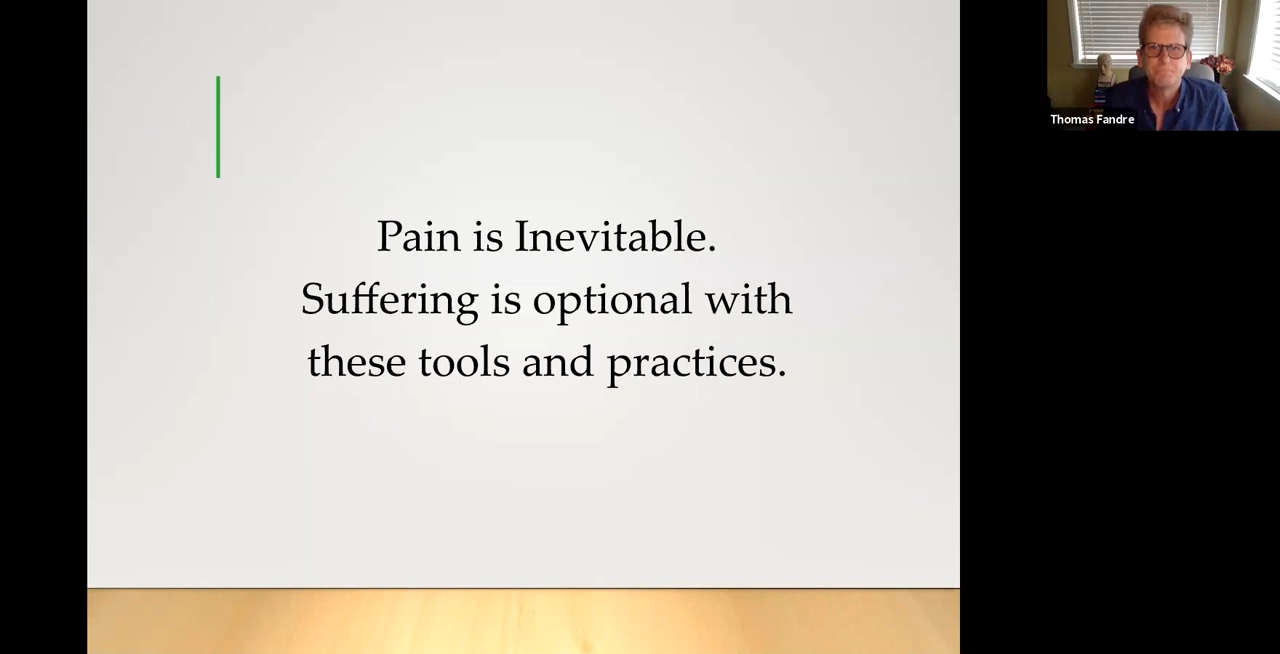 Pain is Inevitable.
Suffering is optional with
these tools and practices.
Thomas Fandre